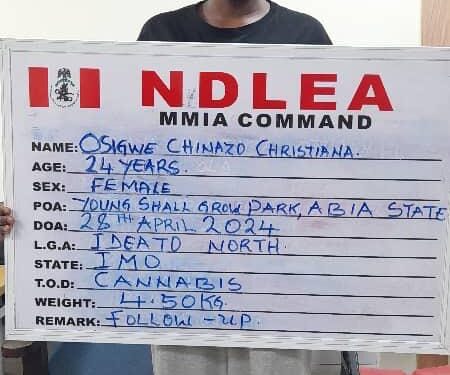 NDLEA
MMIA COMMAND
NAME: OSIGWE CHINAZO CHRISTIANA.
AGE: 24 YEARS.
SEX: FEMALE
POA: YOUNG SHALL GROW PARK, ABIA STATE
DOA: 28TH APRIL 2024
L.G.A: IDEATO NORTH.
STATE: IMO
T.O.D: CANNABIS
WEIGHT: 4.50KG.
REMARK: FOLLOW-UP.